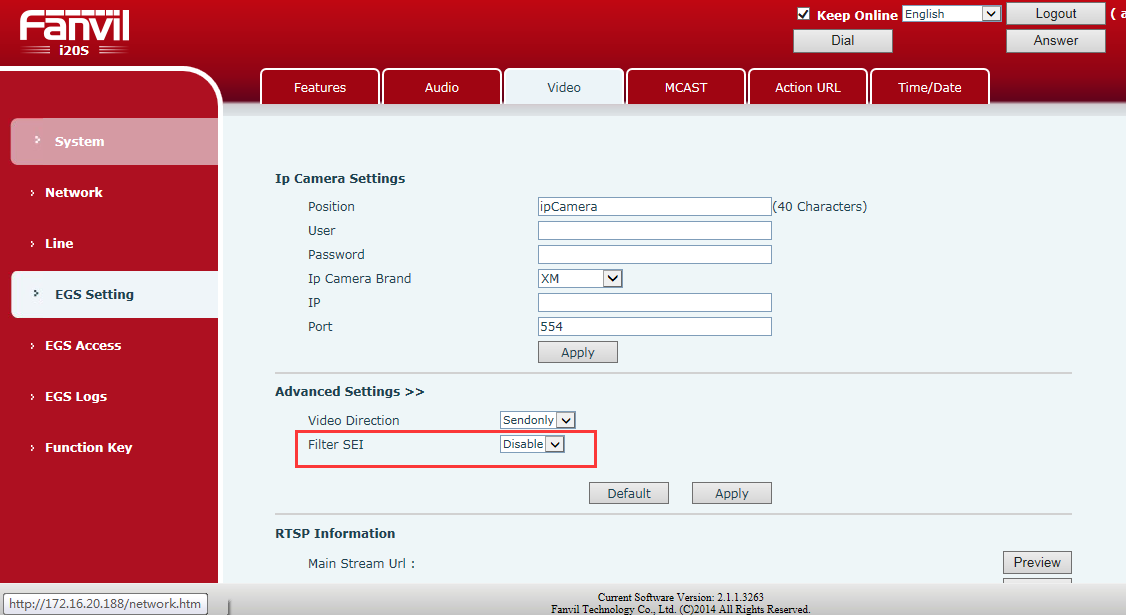 Fanvil
i20S
Keep Online English Logout ( a
Dial Answer
Features Audio Video MCAST Action URL Time/Date
System
Network
Line
EGS Setting
EGS Access
EGS Logs
Function Key
Ip Camera Settings
Position ipCamera (40 Characters)
User
Password
Ip Camera Brand XM
IP
Port 554
Apply
Advanced Settings >>
Video Direction Sendonly
Filter SEI Disable
Default Apply
RTSP Information
Main Stream Url : Preview
http://172.16.20.188/network.htm
Current Software Version: 2.1.1.3263
Fanvil Technology Co., Ltd. (C)2014 All Rights Reserved.